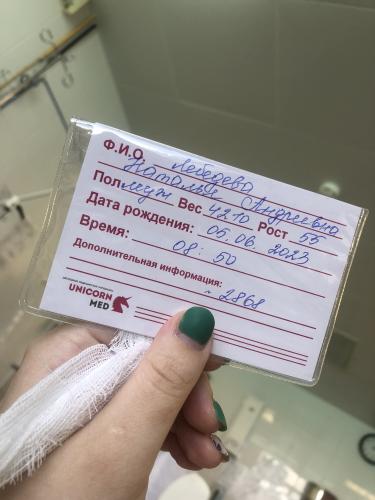 Ф.И.О. Лебедева
Наталья Андреевна
Пол муж Вес 4210 Рост 55
Дата рождения: 05.06.2023
Время: 08:50
Дополнительная информация:
2868
UNICORN
MED